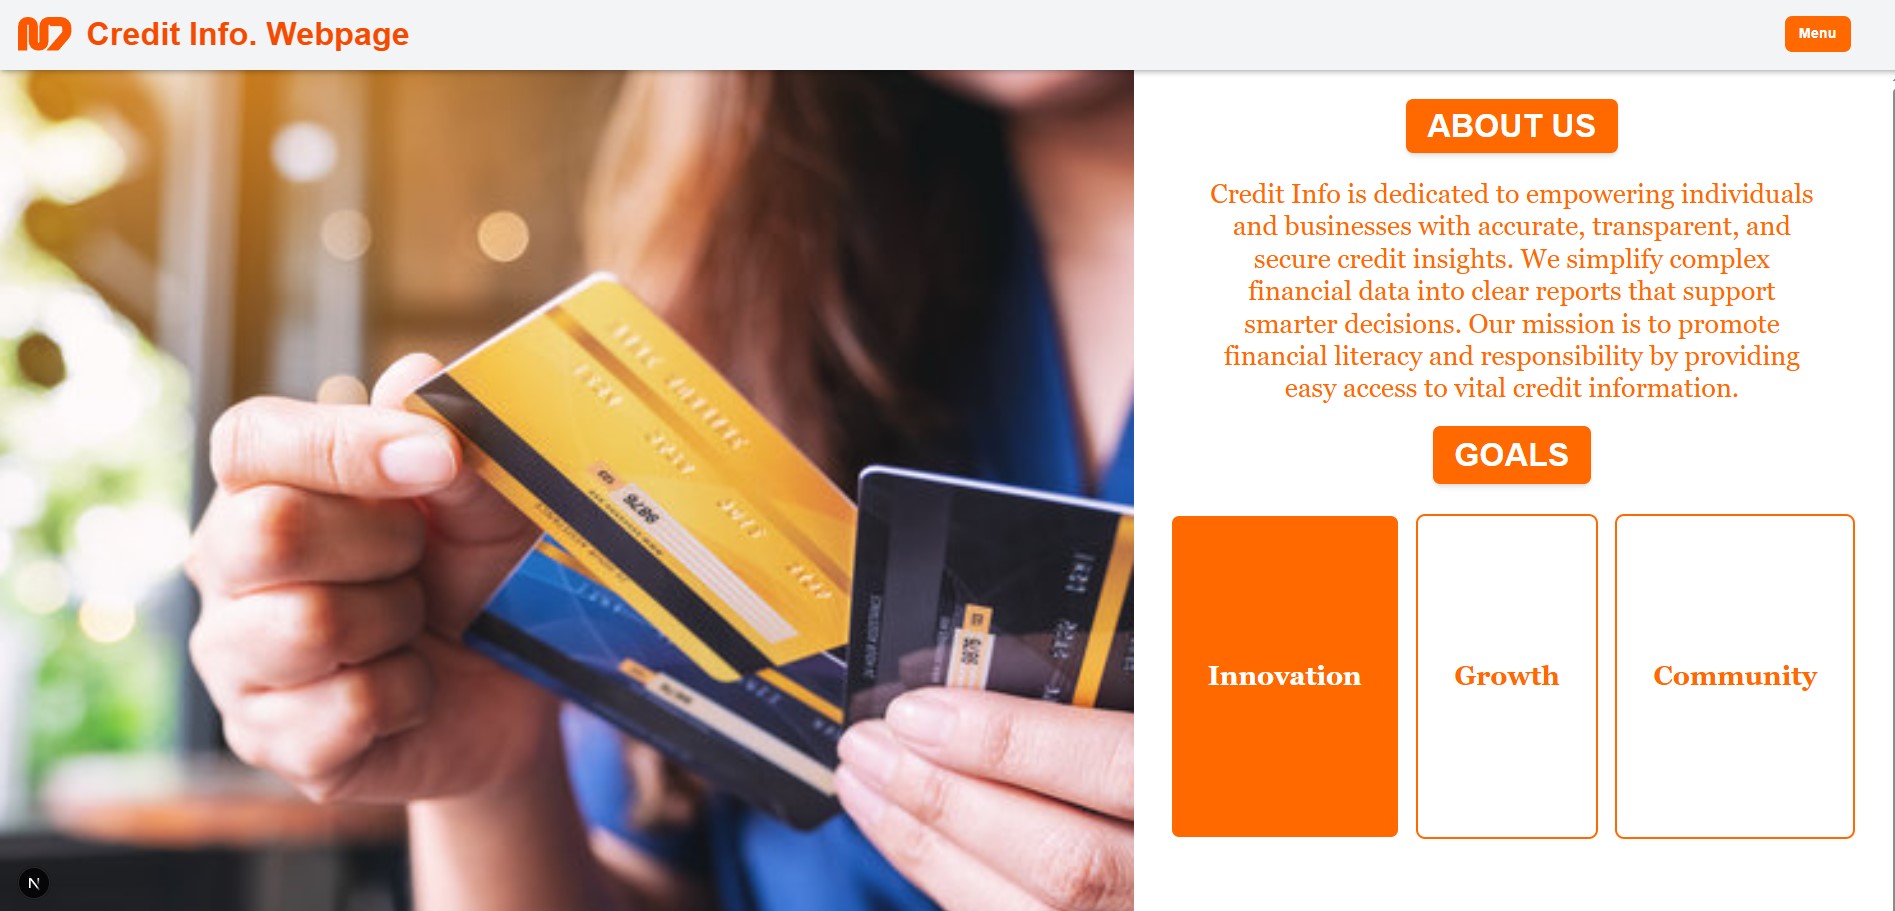 Credit Info. Webpage
Menu
ABOUT US
Credit Info is dedicated to empowering individuals
and businesses with accurate, transparent, and
secure credit insights. We simplify complex
financial data into clear reports that support
smarter decisions. Our mission is to promote
financial literacy and responsibility by providing
easy access to vital credit information.
GOALS
Innovation
Growth
Community
N